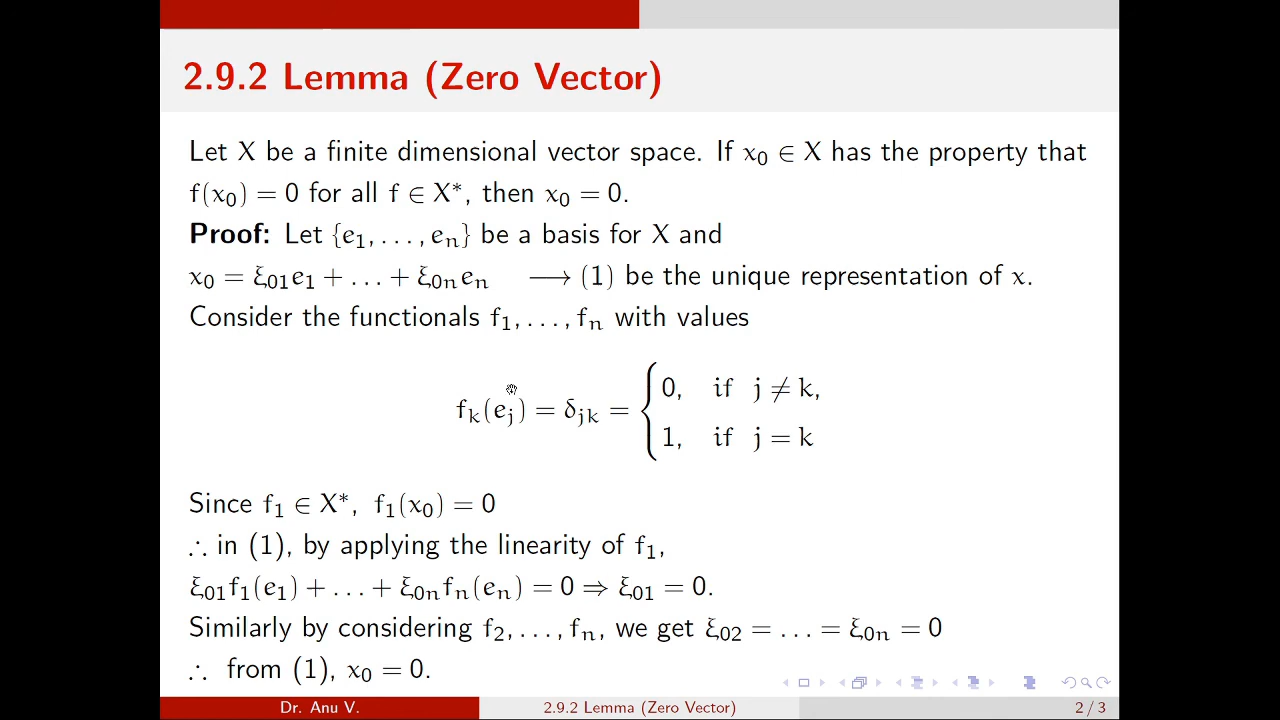 2.9.2 Lemma (Zero Vector)
Let X be a finite dimensional vector space. If x₀ ∈ X has the property that
f(x₀) = 0 for all f ∈ X*, then x₀ = 0.
Proof: Let {e₁, . . . , eₙ} be a basis for X and
x₀ = ξ₀₁e₁ + . . . + ξ₀ₙeₙ ⟶ (1) be the unique representation of x.
Consider the functionals f₁, . . . , fₙ with values
fₖ(eⱼ) = δⱼₖ = { 0, if j ≠ k,
1, if j = k
Since f₁ ∈ X*, f₁(x₀) = 0
∴ in (1), by applying the linearity of f₁,
ξ₀₁f₁(e₁) + . . . + ξ₀ₙfₙ(eₙ) = 0 ⇒ ξ₀₁ = 0.
Similarly by considering f₂, . . . , fₙ, we get ξ₀₂ = . . . = ξ₀ₙ = 0
∴ from (1), x₀ = 0.
Dr. Anu V. 2.9.2 Lemma (Zero Vector) 2 / 3